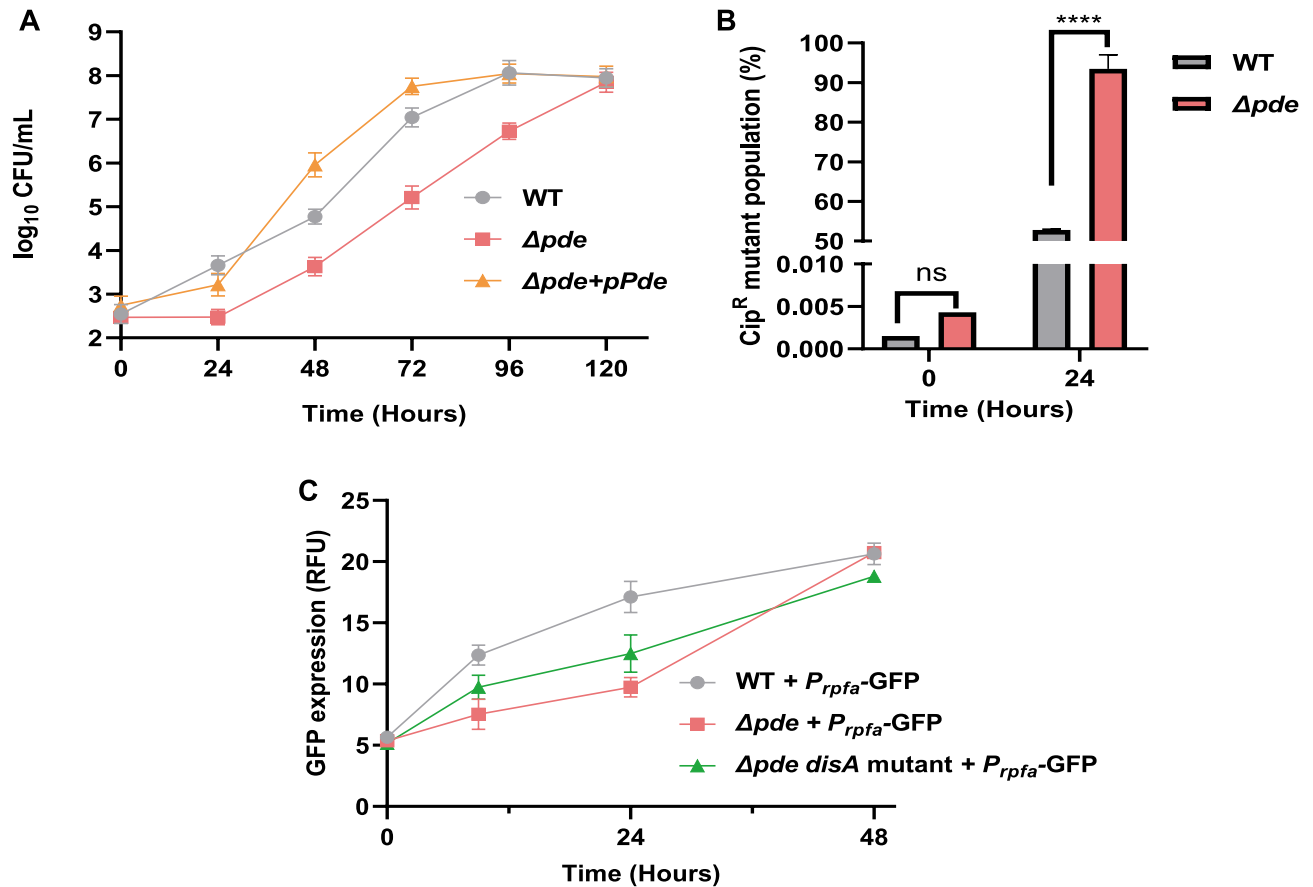 A
log₁₀ CFU/mL
9
8
7
6
5
4
3
2
0 24 48 72 96 120
Time (Hours)
WT
Δpde
Δpde+pPde
B
Cipᴿ mutant population (%)
100
90
80
70
60
50
0.010
0.005
0.000
ns
****
0 24
Time (Hours)
WT
Δpde
C
GFP expression (RFU)
25
20
15
10
5
0
0 24 48
Time (Hours)
WT + P_rpfa-GFP
Δpde + P_rpfa-GFP
Δpde disA mutant + P_rpfa-GFP